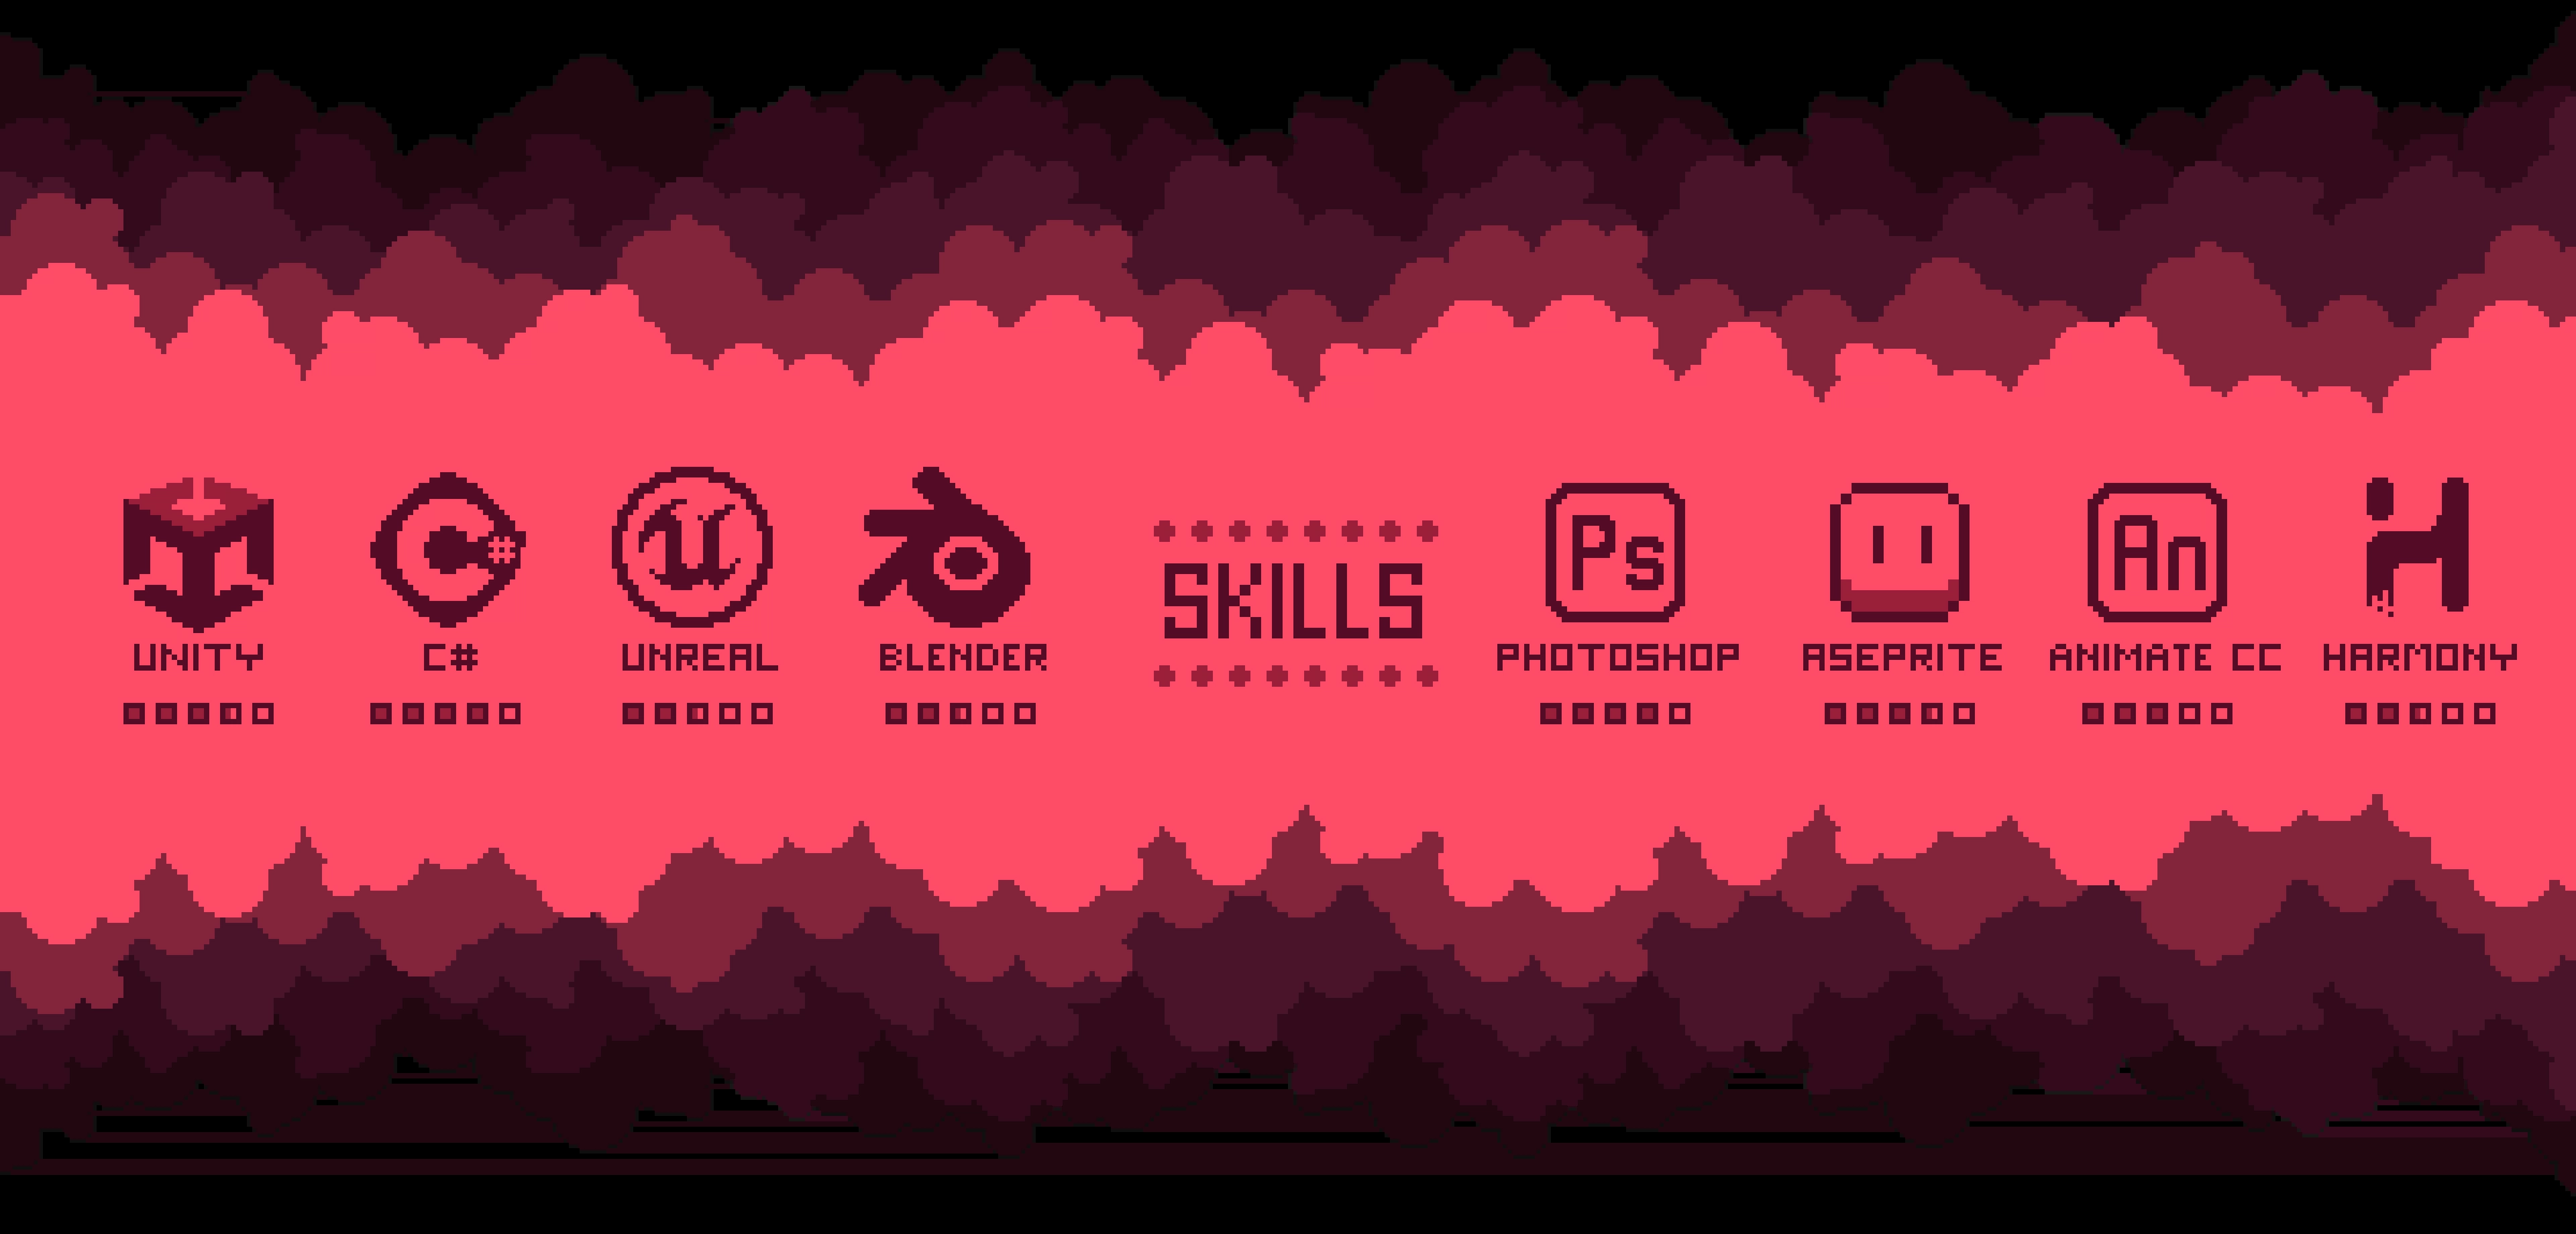 Ps
An
SKILLS
UNITY
C#
UNREAL
BLENDER
PHOTOSHOP
ASEPRITE
ANIMATE CC
HARMONY